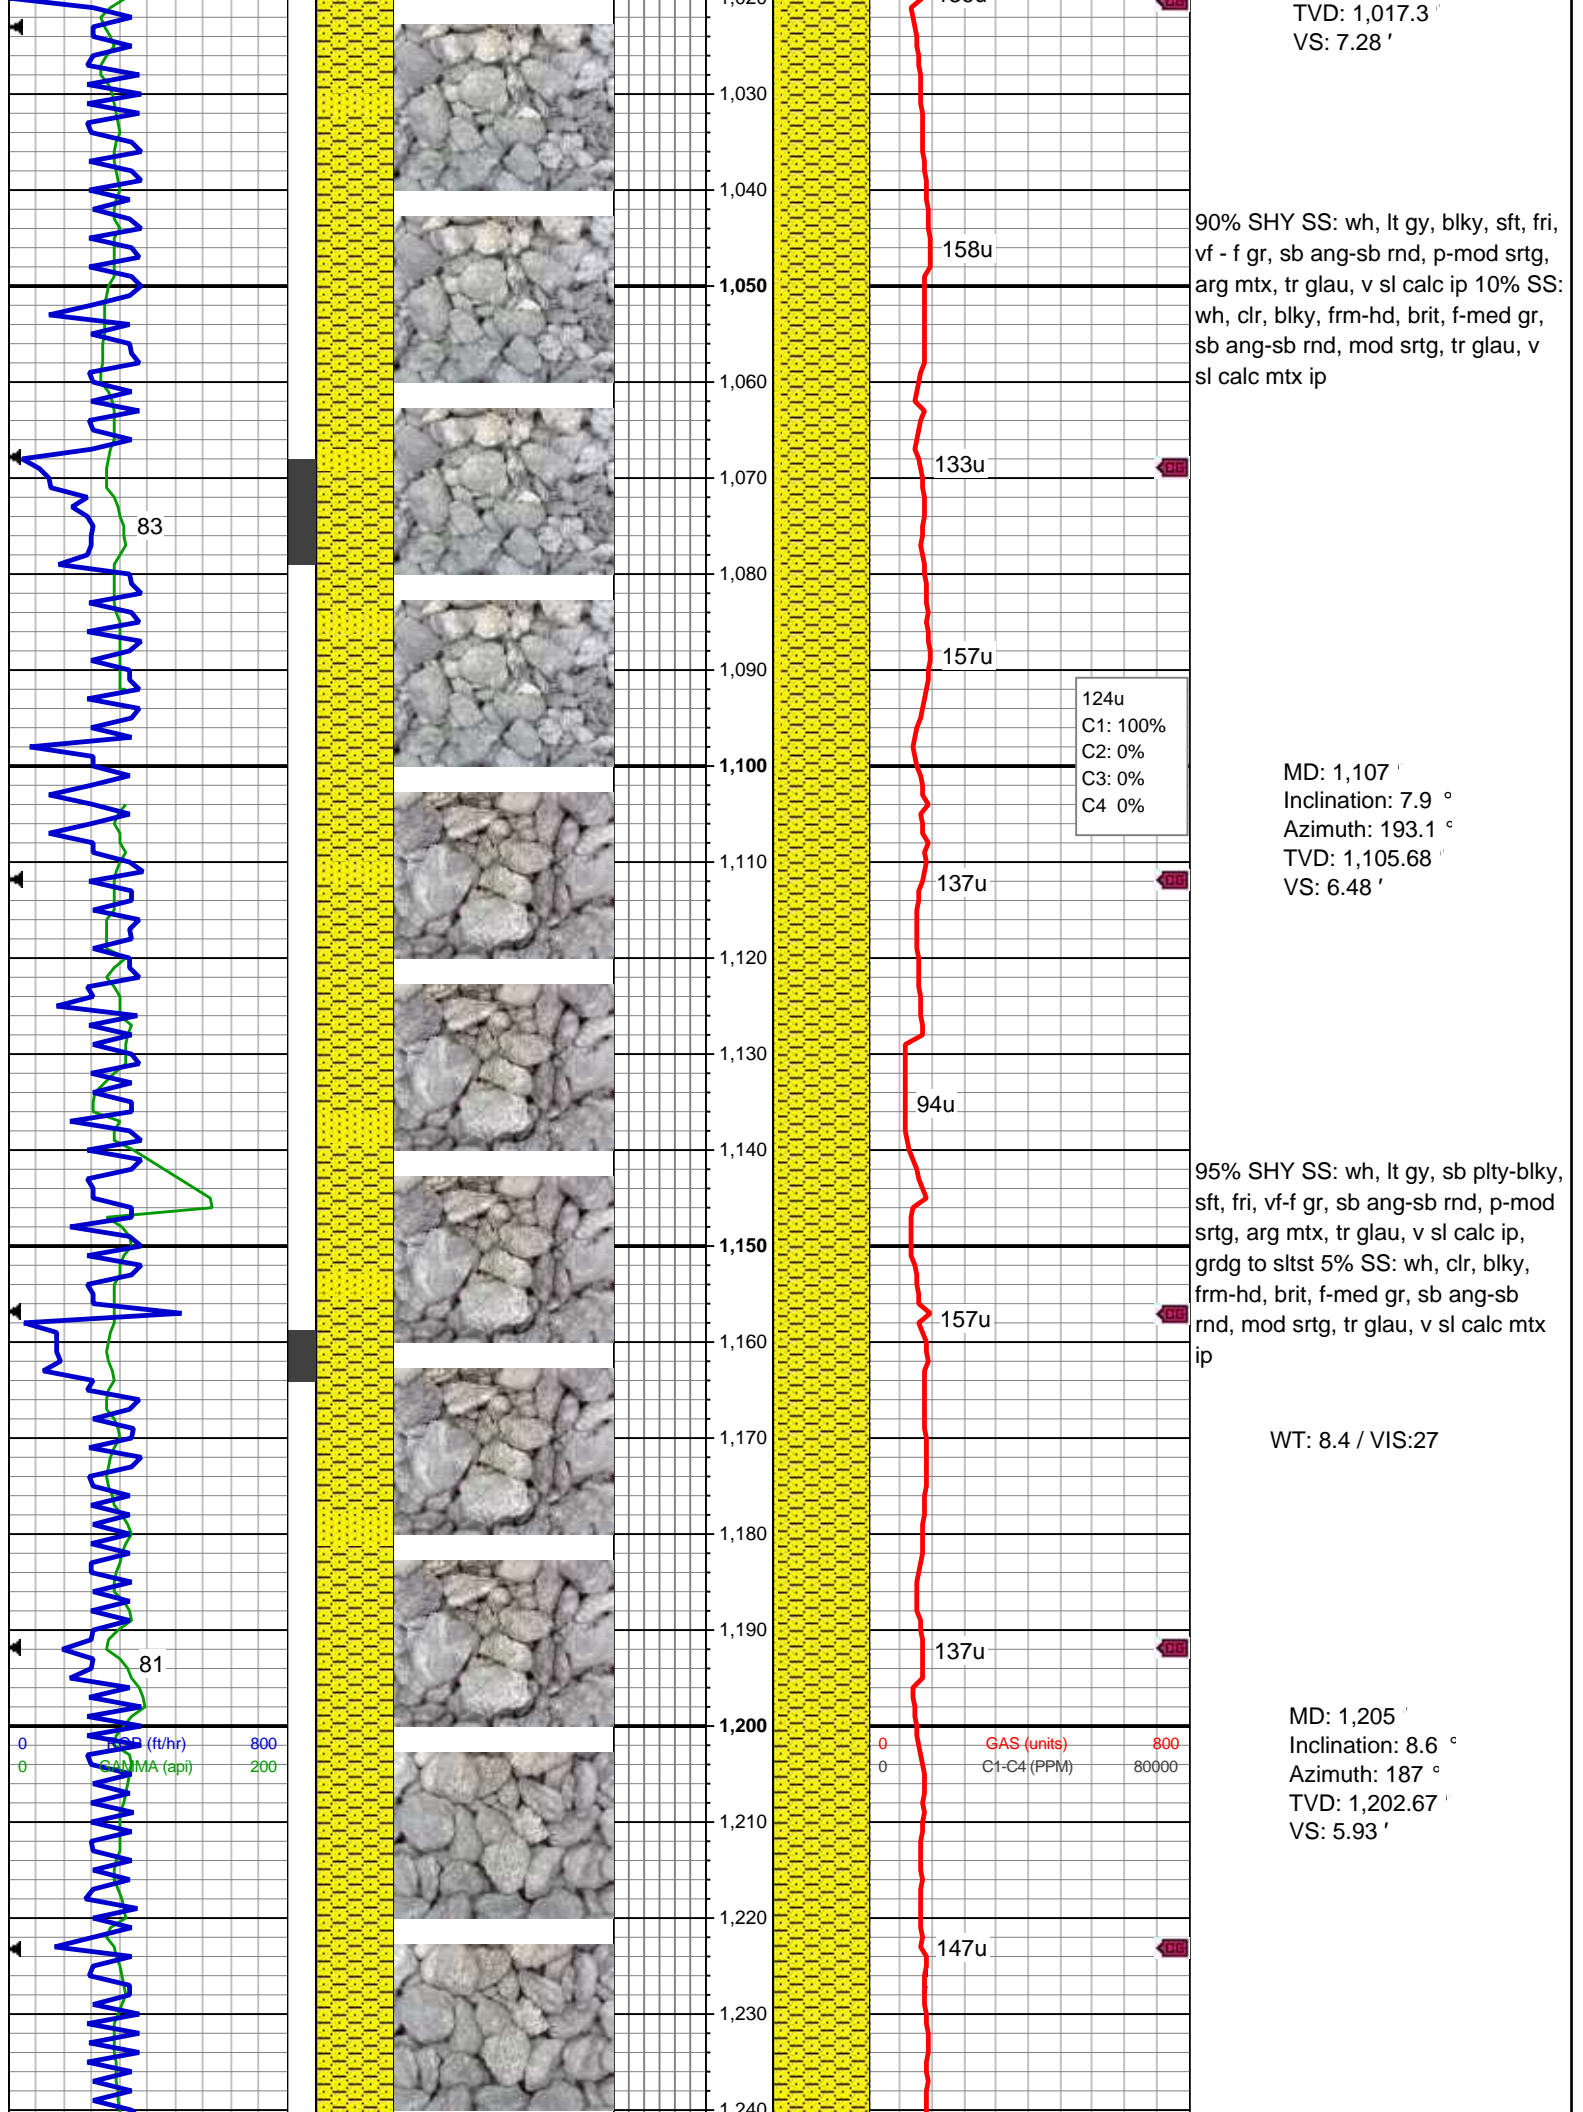 TVD: 1,017.3 '
VS: 7.28 '
1,030
1,040
90% SHY SS: wh, lt gy, blky, sft, fri,
vf - f gr, sb ang-sb rnd, p-mod srtg,
arg mtx, tr glau, v sl calc ip 10% SS:
wh, clr, blky, frm-hd, brit, f-med gr,
sb ang-sb rnd, mod srtg, tr glau, v
sl calc mtx ip
158u
1,050
1,060
133u
CG
1,070
83
1,080
157u
1,090
124u
C1: 100%
C2: 0%
C3: 0%
C4 0%
1,100
MD: 1,107 '
Inclination: 7.9 °
Azimuth: 193.1 °
TVD: 1,105.68 '
VS: 6.48 '
1,110
137u
CG
1,120
1,130
94u
1,140
95% SHY SS: wh, lt gy, sb plty-blky,
sft, fri, vf-f gr, sb ang-sb rnd, p-mod
srtg, arg mtx, tr glau, v sl calc ip,
grdg to sltst 5% SS: wh, clr, blky,
frm-hd, brit, f-med gr, sb ang-sb
rnd, mod srtg, tr glau, v sl calc mtx
ip
1,150
157u
CG
1,160
1,170
WT: 8.4 / VIS:27
1,180
1,190
137u
CG
81
1,200
MD: 1,205 '
Inclination: 8.6 °
Azimuth: 187 °
TVD: 1,202.67 '
VS: 5.93 '
0 ROP (ft/hr) 800
0 GAMMA (api) 200
0 GAS (units) 800
0 C1-C4 (PPM) 80000
1,210
1,220
147u
CG
1,230
1,240